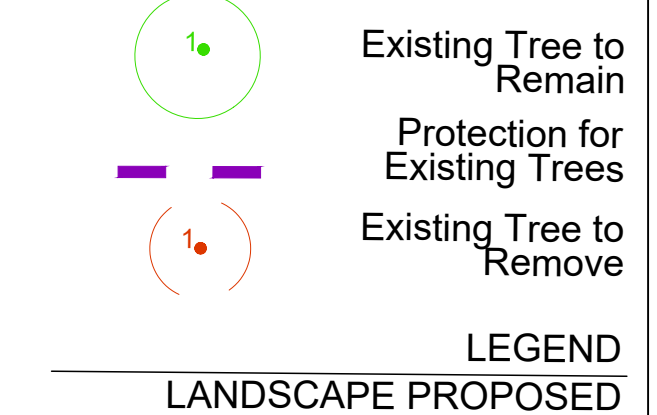 1
Existing Tree to
Remain
Protection for
Existing Trees
1
Existing Tree to
Remove
LEGEND
LANDSCAPE PROPOSED